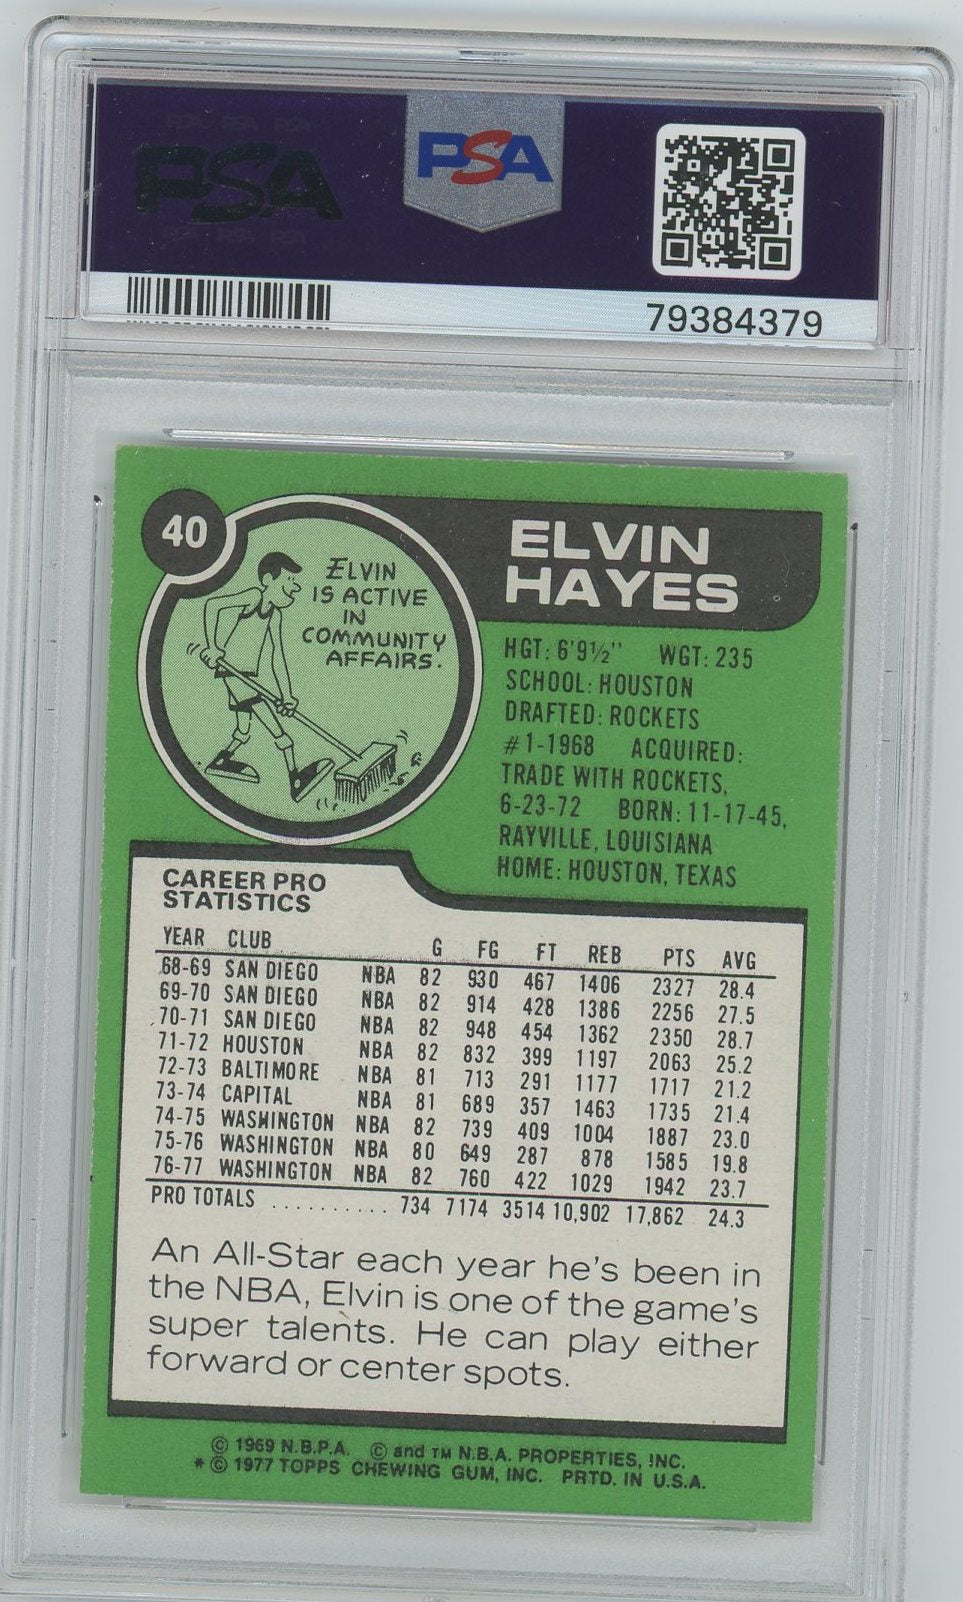 PSA
PSA
79384379
40
ELVIN
HAYES
ELVIN
IS ACTIVE
IN
COMMUNITY
AFFAIRS.
HGT: 6'9½" WGT: 235
SCHOOL: HOUSTON
DRAFTED: ROCKETS
#1-1968 ACQUIRED:
TRADE WITH ROCKETS,
6-23-72 BORN: 11-17-45,
RAYVILLE, LOUISIANA
HOME: HOUSTON, TEXAS
CAREER PRO
STATISTICS
YEAR CLUB G FG FT REB PTS AVG
68-69 SAN DIEGO NBA 82 930 467 1406 2327 28.4
69-70 SAN DIEGO NBA 82 914 428 1386 2256 27.5
70-71 SAN DIEGO NBA 82 948 454 1362 2350 28.7
71-72 HOUSTON NBA 82 832 399 1197 2063 25.2
72-73 BALTIMORE NBA 81 713 291 1177 1717 21.2
73-74 CAPITAL NBA 81 689 357 1463 1735 21.4
74-75 WASHINGTON NBA 82 739 409 1004 1887 23.0
75-76 WASHINGTON NBA 80 649 287 878 1585 19.8
76-77 WASHINGTON NBA 82 760 422 1029 1942 23.7
PRO TOTALS .......... 734 7174 3514 10,902 17,862 24.3
An All-Star each year he's been in
the NBA, Elvin is one of the game's
super talents. He can play either
forward or center spots.
© 1969 N.B.P.A. © and TM N.B.A. PROPERTIES, INC.
* © 1977 TOPPS CHEWING GUM, INC. PRTD. IN U.S.A.